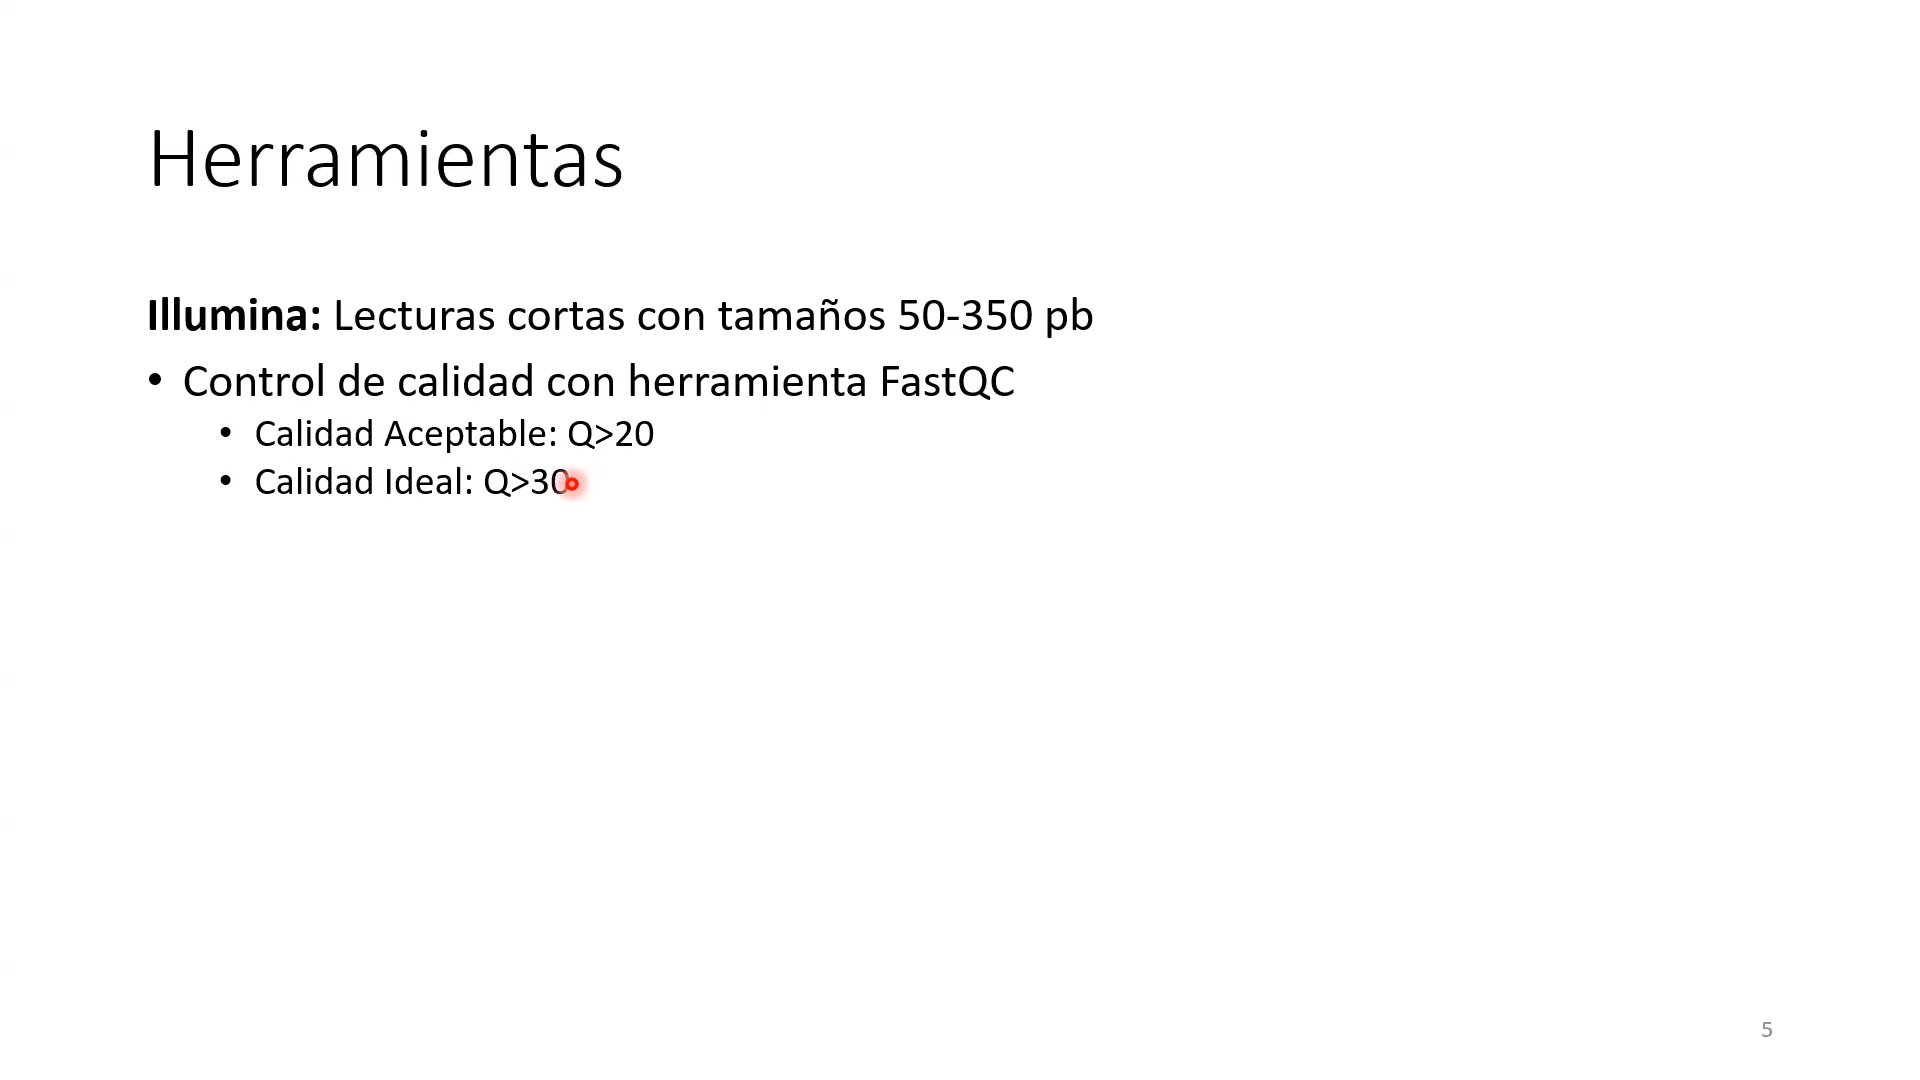 Herramientas
Illumina: Lecturas cortas con tamaños 50-350 pb
• Control de calidad con herramienta FastQC
• Calidad Aceptable: Q>20
• Calidad Ideal: Q>30
5